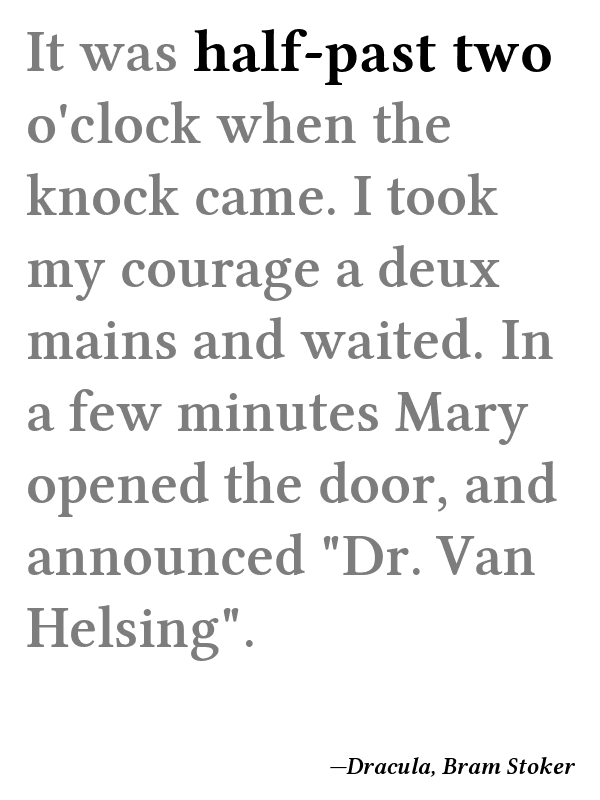 It was half-past two
o'clock when the
knock came. I took
my courage a deux
mains and waited. In
a few minutes Mary
opened the door, and
announced "Dr. Van
Helsing".
—Dracula, Bram Stoker